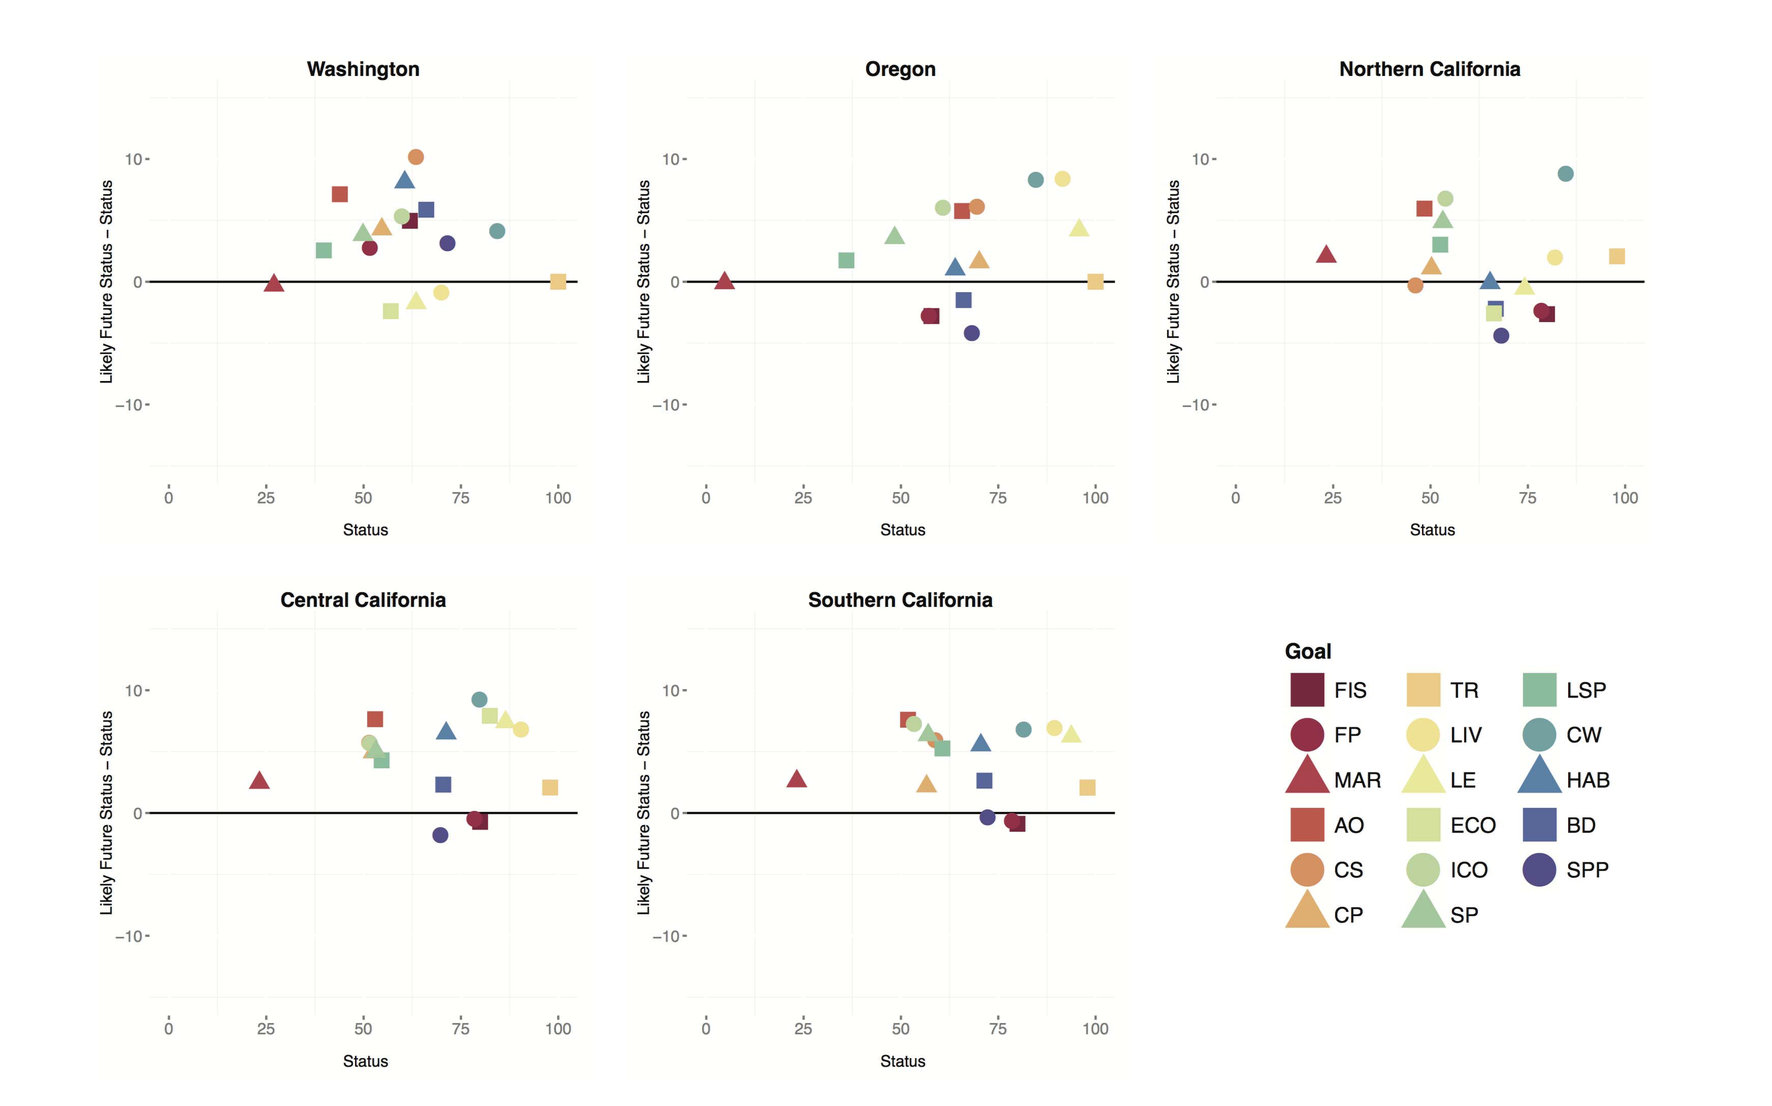 Washington
Oregon
Northern California
Likely Future Status – Status
10
0
–10
0 25 50 75 100
Status
Likely Future Status – Status
10
0
–10
0 25 50 75 100
Status
Likely Future Status – Status
10
0
–10
0 25 50 75 100
Status
Central California
Southern California
Likely Future Status – Status
10
0
–10
0 25 50 75 100
Status
Likely Future Status – Status
10
0
–10
0 25 50 75 100
Status
Goal
FIS TR LSP
FP LIV CW
MAR LE HAB
AO ECO BD
CS ICO SPP
CP SP